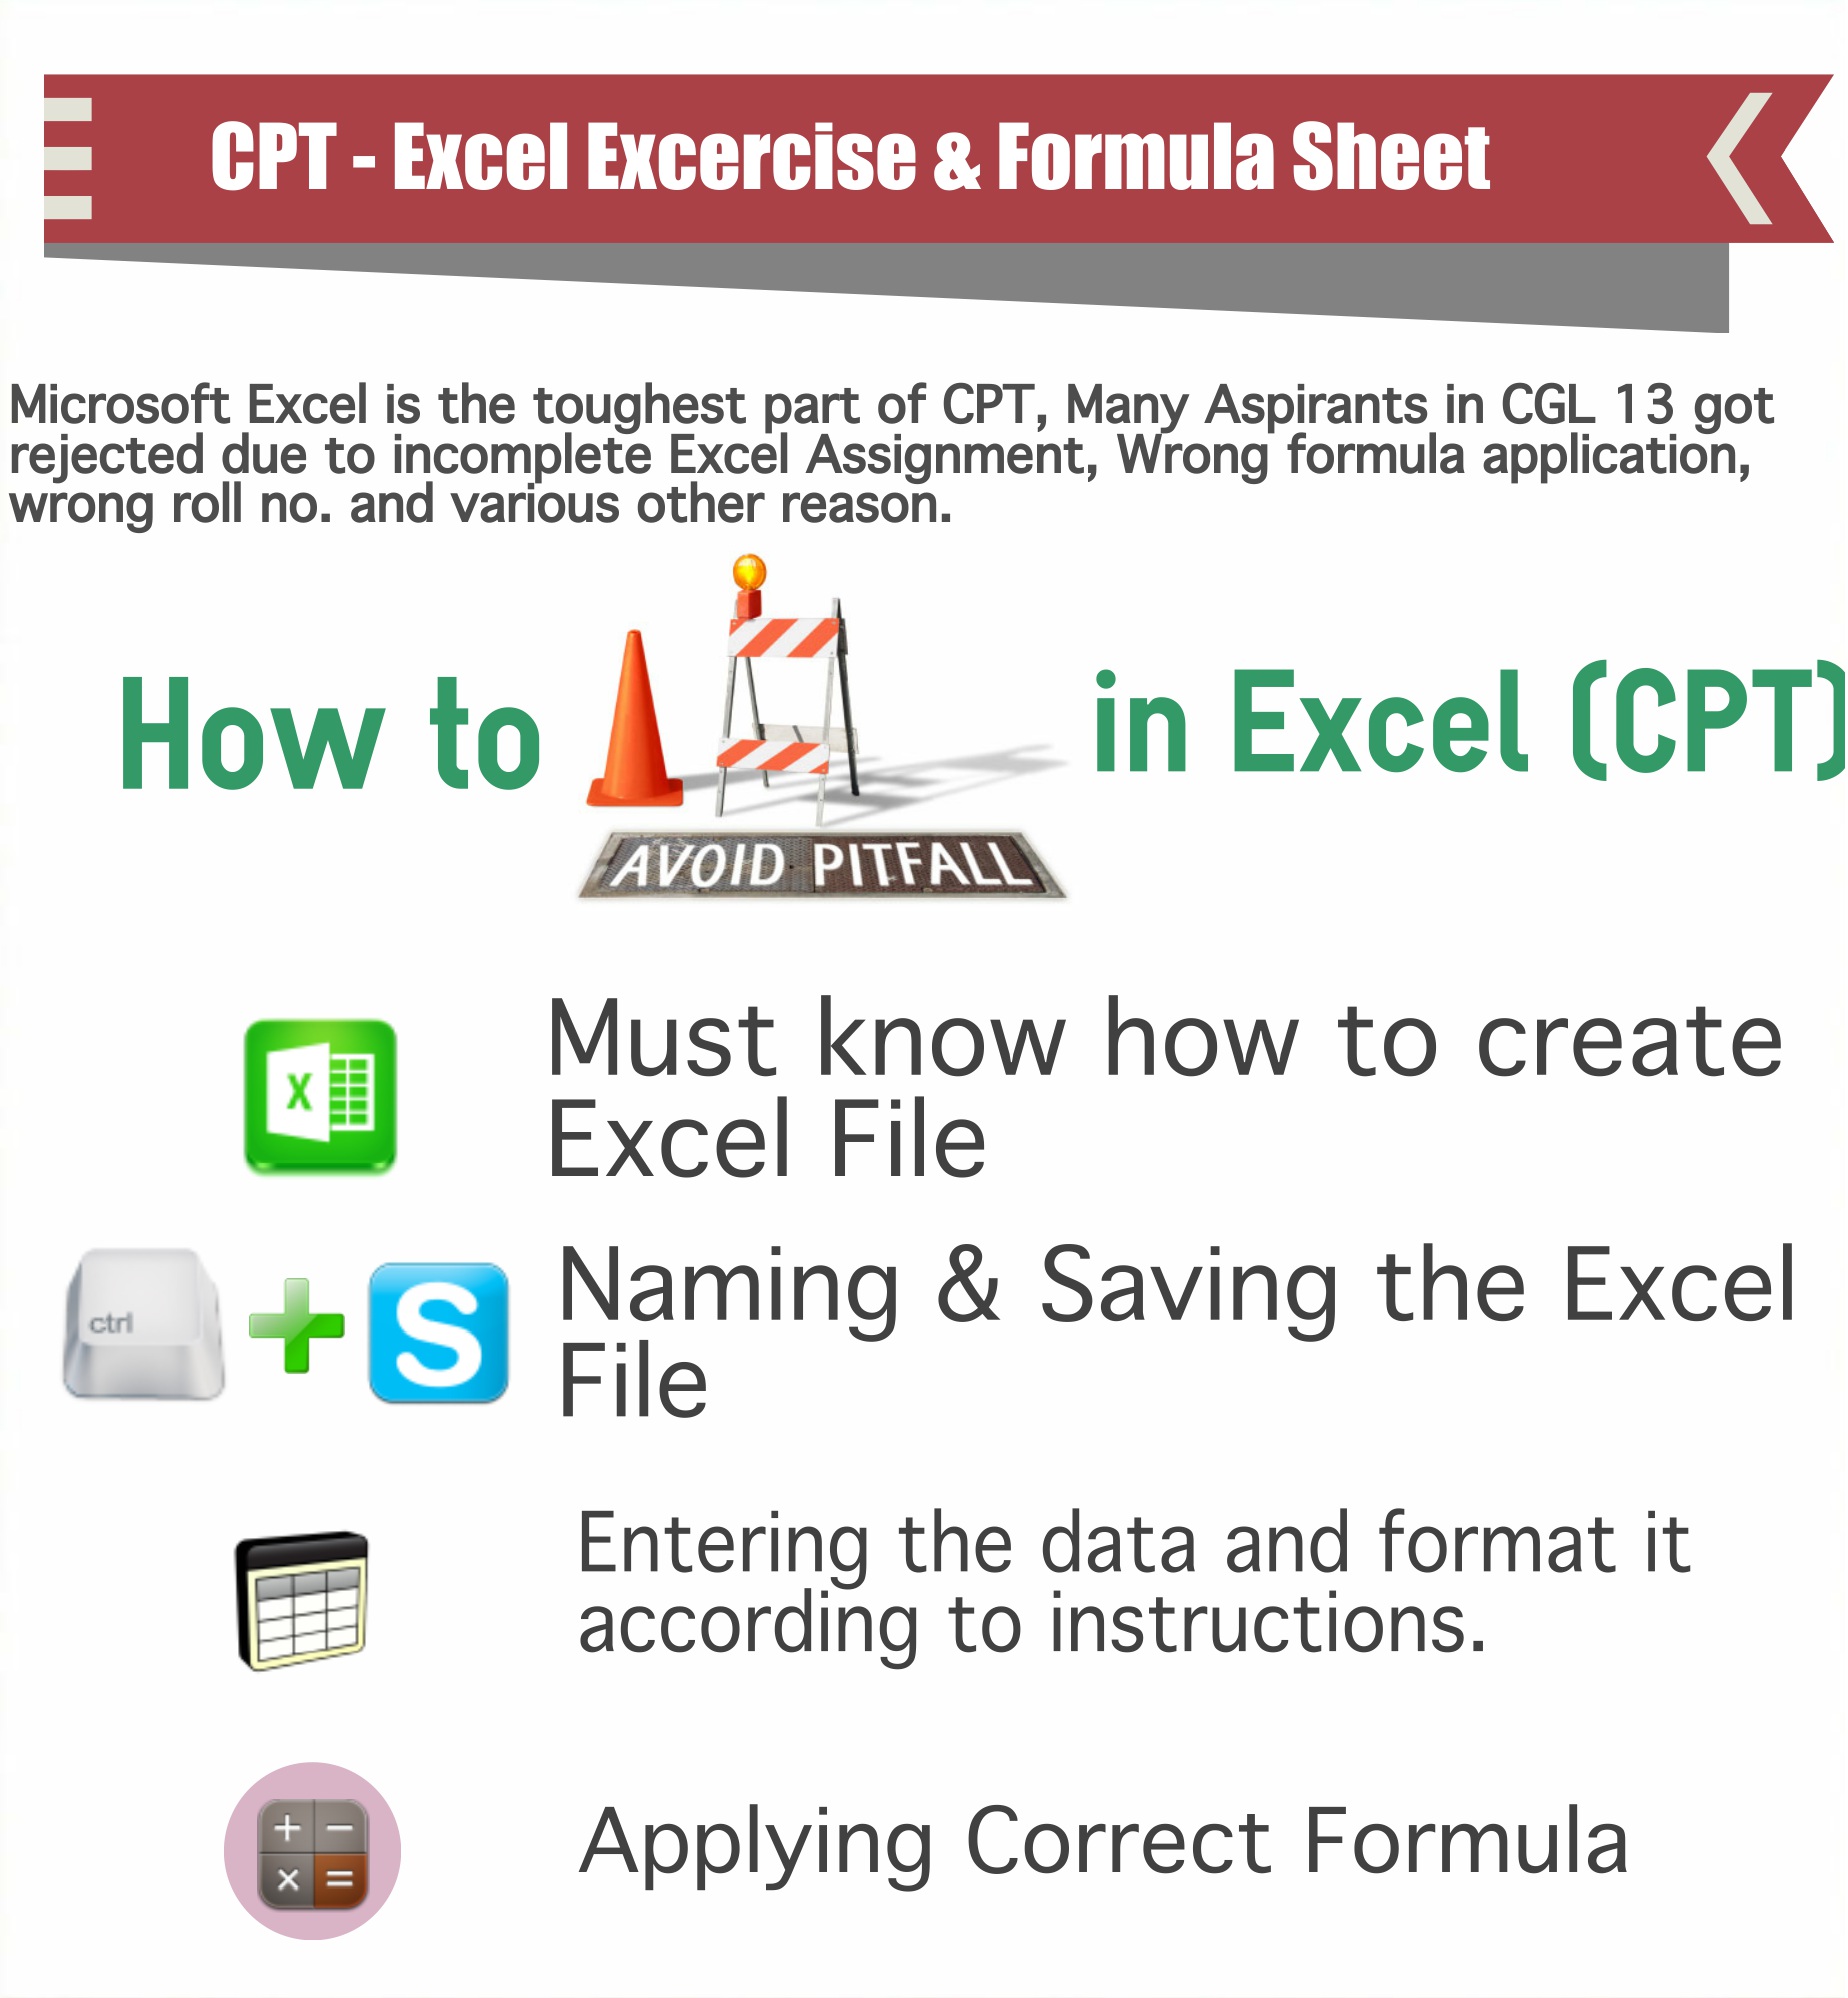 CPT - Excel Excercise & Formula Sheet
Microsoft Excel is the toughest part of CPT, Many Aspirants in CGL 13 got
rejected due to incomplete Excel Assignment, Wrong formula application,
wrong roll no. and various other reason.
How to in Excel (CPT)
AVOID PITFALL
X
Must know how to create
Excel File
ctrl + S
Naming & Saving the Excel
File
Entering the data and format it
according to instructions.
+ −
× =
Applying Correct Formula